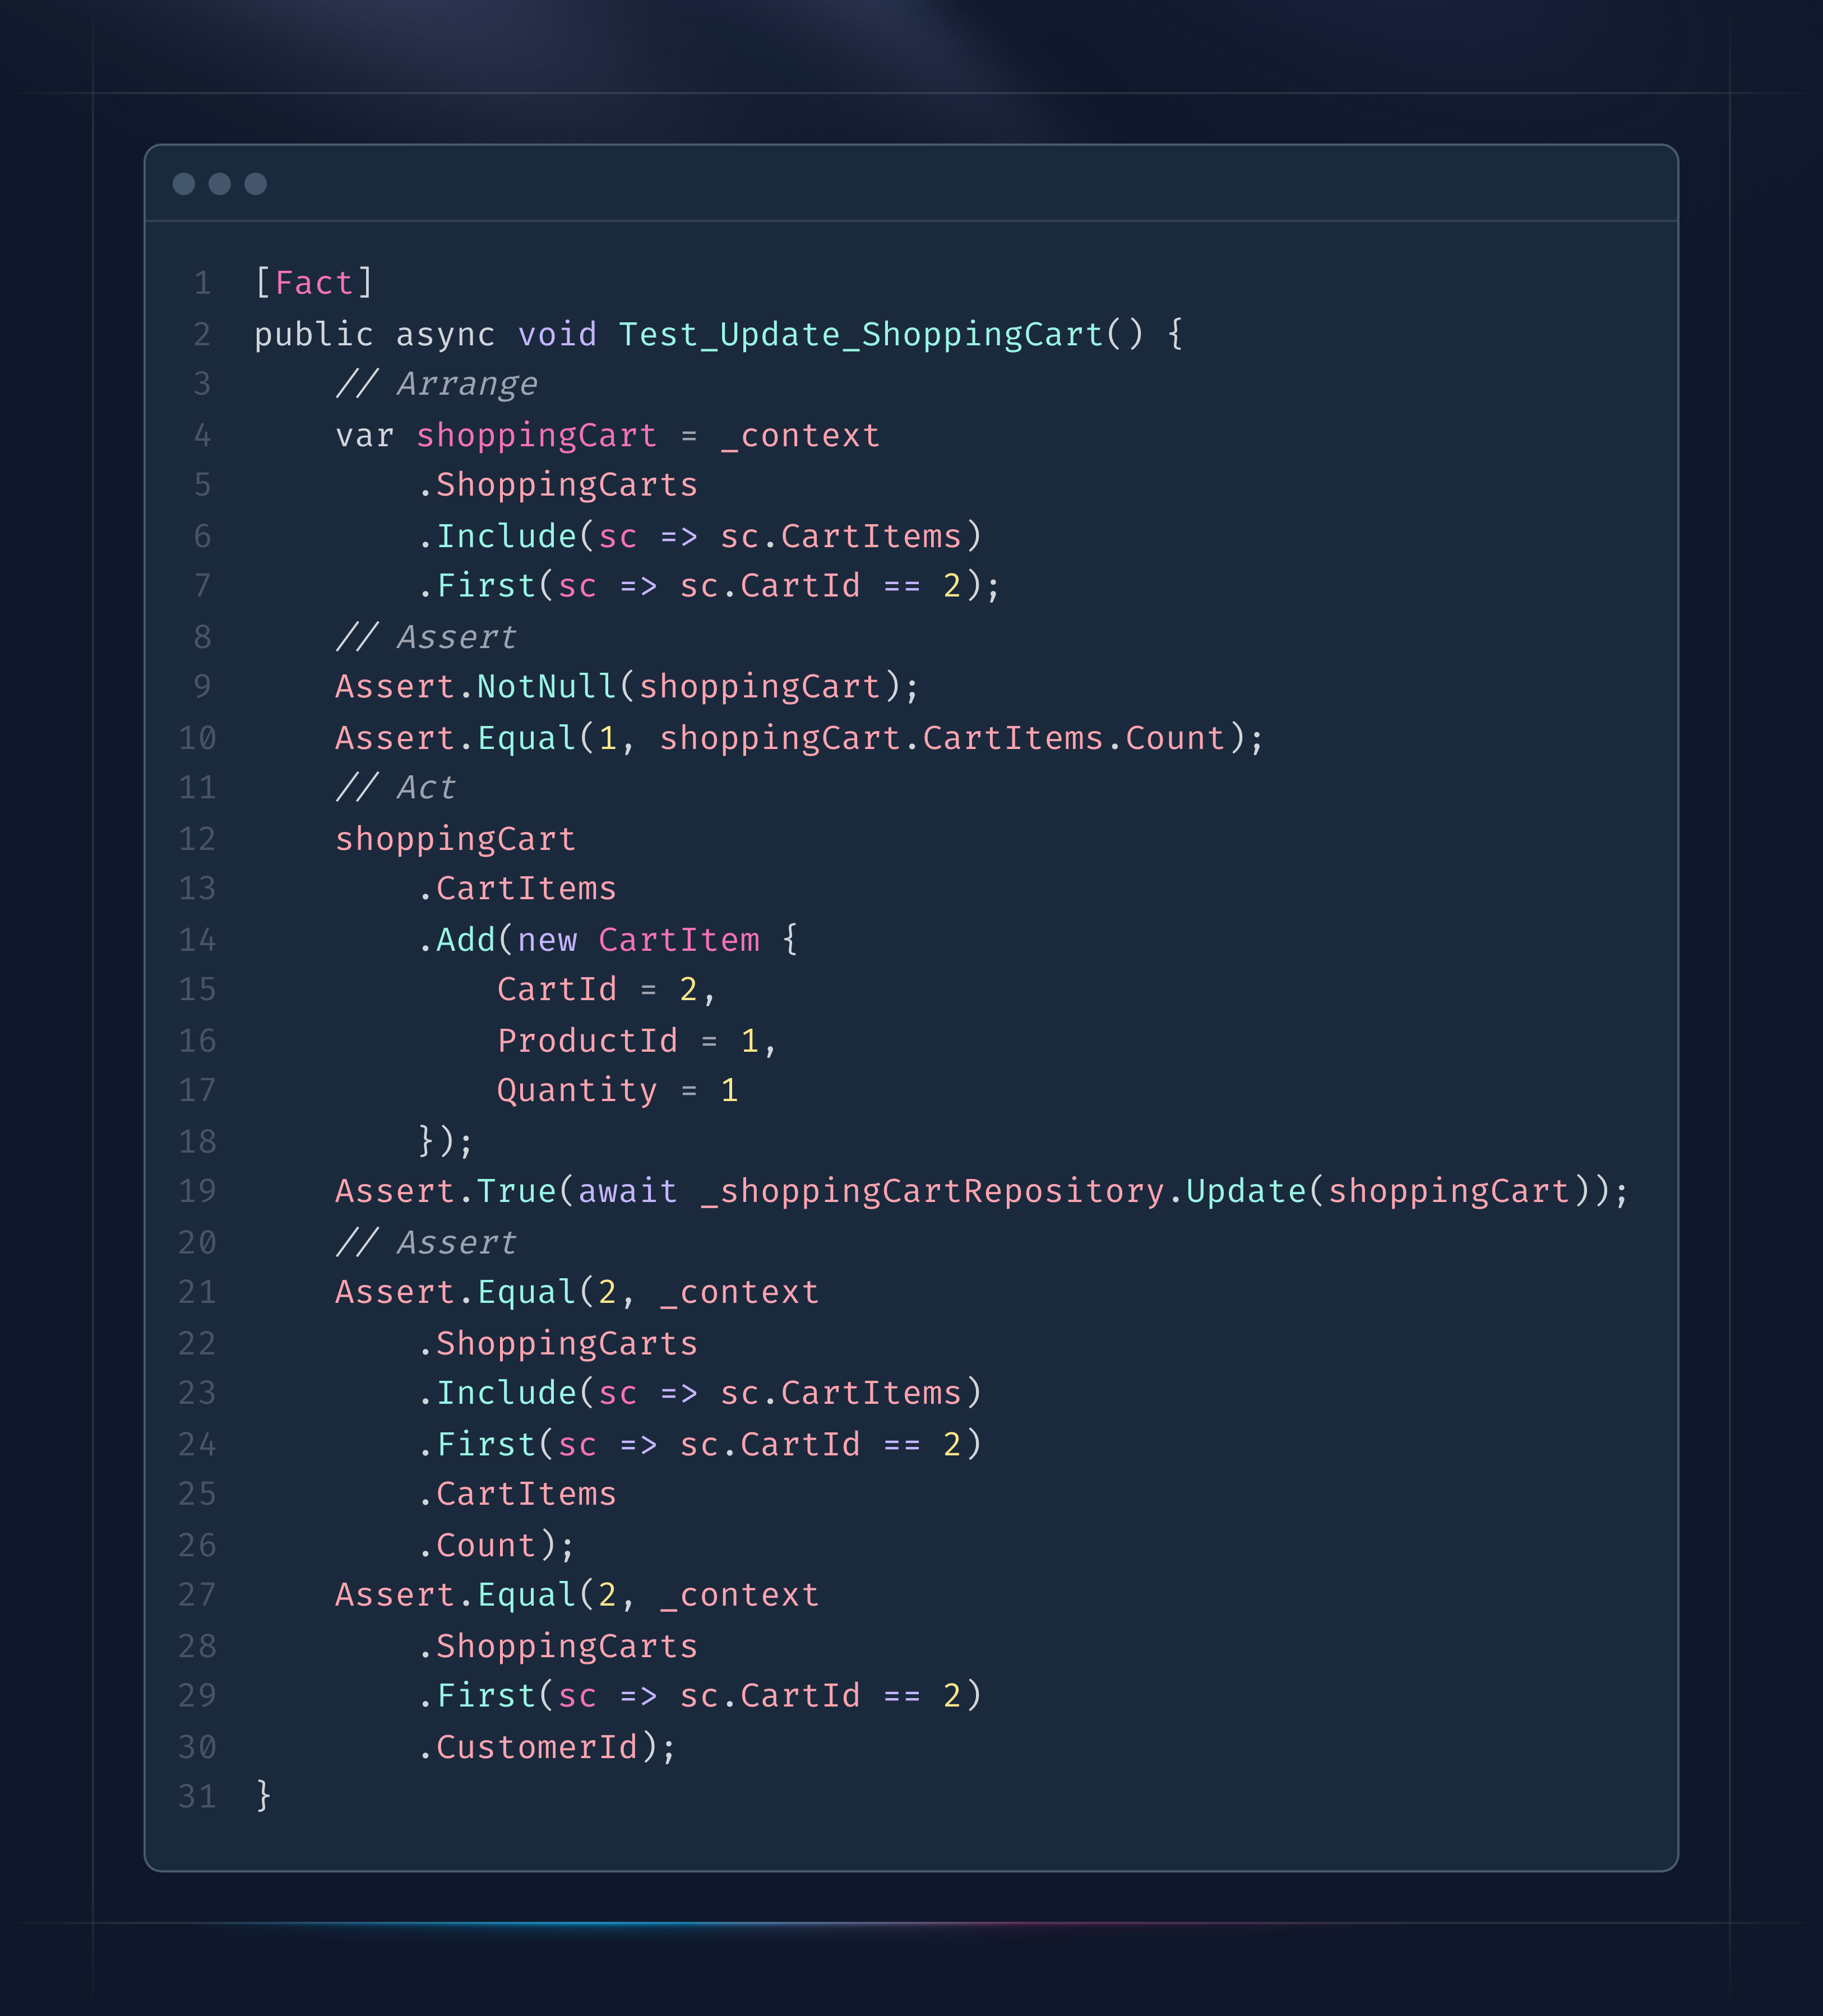 1 [Fact]
2 public async void Test_Update_ShoppingCart() {
3     // Arrange
4     var shoppingCart = _context
5         .ShoppingCarts
6         .Include(sc => sc.CartItems)
7         .First(sc => sc.CartId == 2);
8     // Assert
9     Assert.NotNull(shoppingCart);
10     Assert.Equal(1, shoppingCart.CartItems.Count);
11     // Act
12     shoppingCart
13         .CartItems
14         .Add(new CartItem {
15             CartId = 2,
16             ProductId = 1,
17             Quantity = 1
18         });
19     Assert.True(await _shoppingCartRepository.Update(shoppingCart));
20     // Assert
21     Assert.Equal(2, _context
22         .ShoppingCarts
23         .Include(sc => sc.CartItems)
24         .First(sc => sc.CartId == 2)
25         .CartItems
26         .Count);
27     Assert.Equal(2, _context
28         .ShoppingCarts
29         .First(sc => sc.CartId == 2)
30         .CustomerId);
31 }